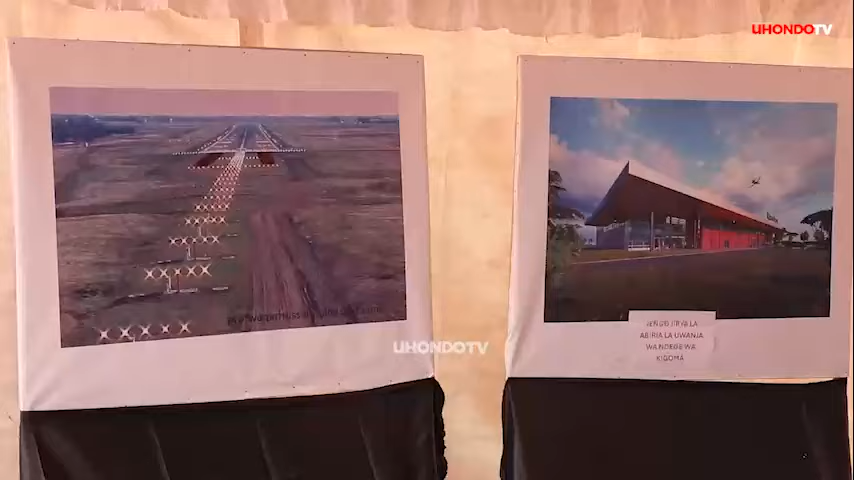 UHONDOTV
UHONDOTV
JENGO JIPYA LA
ABIRIA LA UWANJA
WA NDEGE WA
KIGOMA